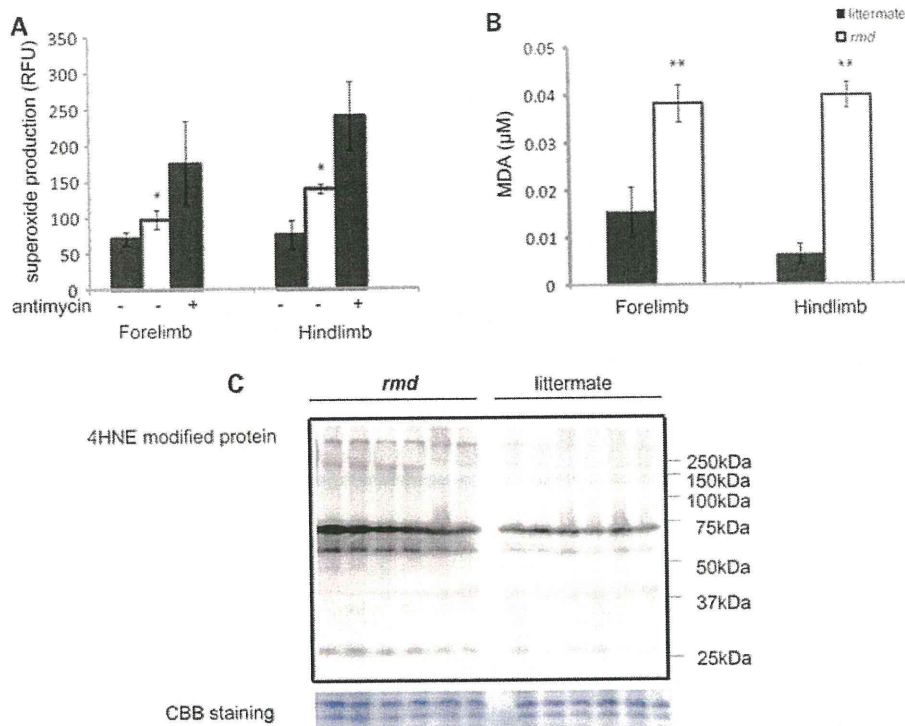 A
superoxide production (RFU)
350
300
250
200
150
100
50
0
antimycin - - + - - +
Forelimb Hindlimb
B
littermate
rmd
MDA (µM)
0.05
0.04
0.03
0.02
0.01
0
* *
** **
Forelimb Hindlimb
C
rmd littermate
4HNE modified protein
250kDa
150kDa
100kDa
75kDa
50kDa
37kDa
25kDa
CBB staining